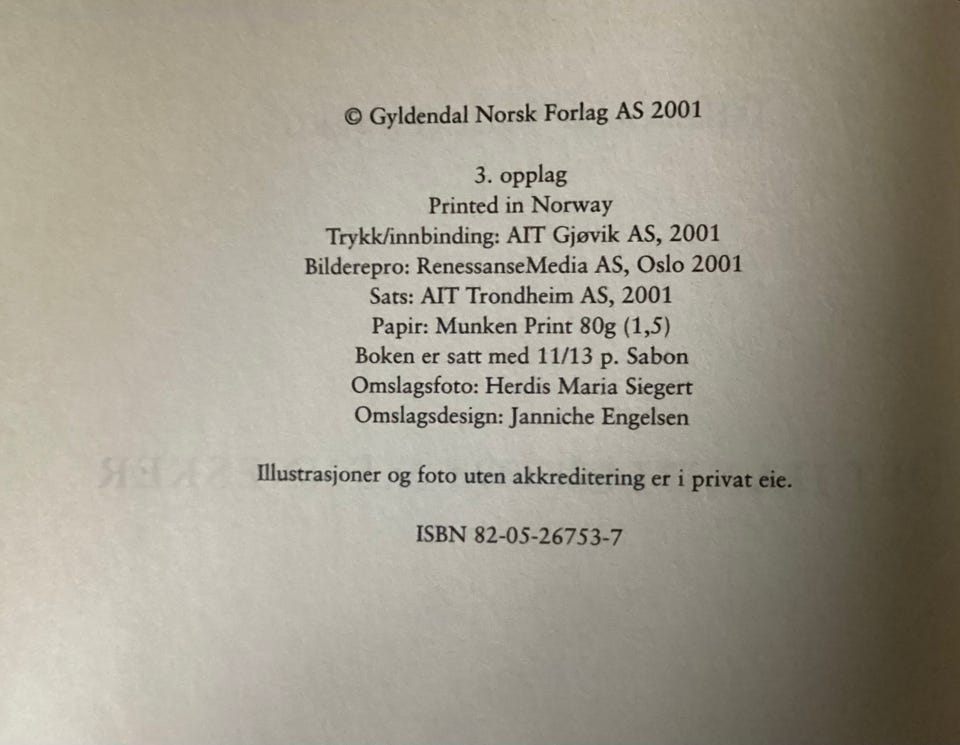 © Gyldendal Norsk Forlag AS 2001
3. opplag
Printed in Norway
Trykk/innbinding: AIT Gjøvik AS, 2001
Bilderepro: RenessanseMedia AS, Oslo 2001
Sats: AIT Trondheim AS, 2001
Papir: Munken Print 80g (1,5)
Boken er satt med 11/13 p. Sabon
Omslagsfoto: Herdis Maria Siegert
Omslagsdesign: Janniche Engelsen
Illustrasjoner og foto uten akkreditering er i privat eie.
ISBN 82-05-26753-7